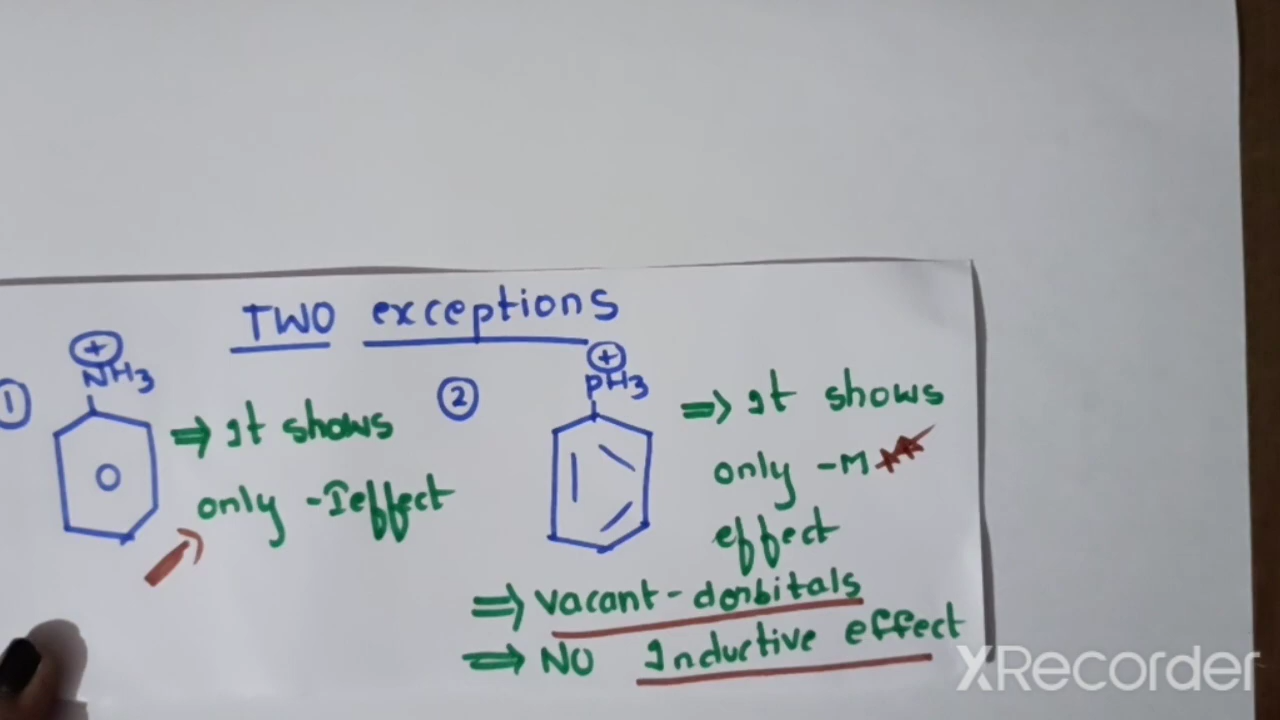 TWO exceptions
①
⊕
NH3
⇒ It shows
only -I effect
②
⊕
PH3
⇒ It shows
only -M
effect
⇒ vacant - dorbitals
⇒ NO Inductive effect
XRecorder